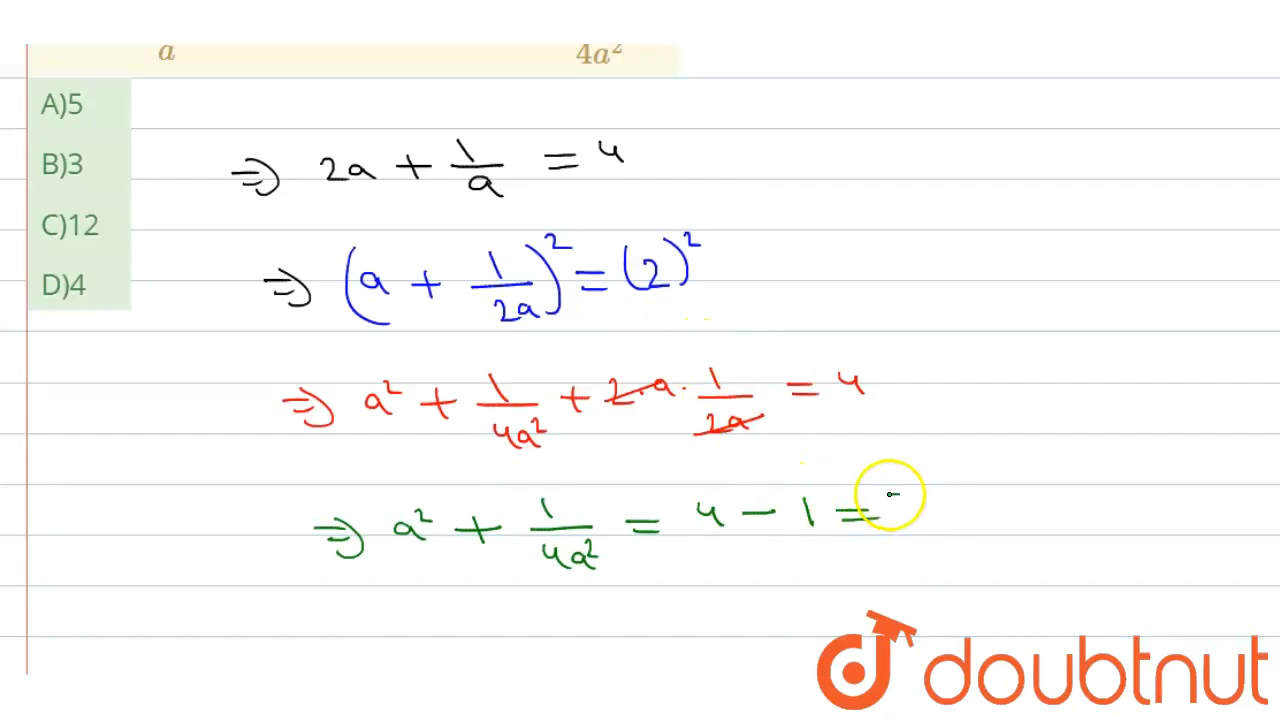 a 4a²
A)5
B)3
C)12
D)4
⇒ 2a + 1/a = 4
⇒ (a + 1/2a)² = (2)²
⇒ a² + 1/4a² + 2·a·1/2a = 4
⇒ a² + 1/4a² = 4 - 1 =
doubtnut